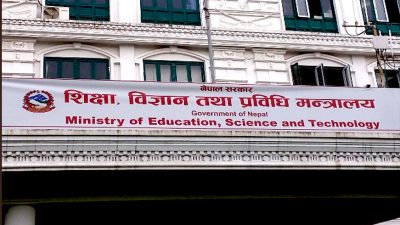 नेपाल सरकार
शिक्षा, विज्ञान तथा प्रविधि मन्त्रालय
Government of Nepal
Ministry of Education, Science and Technology